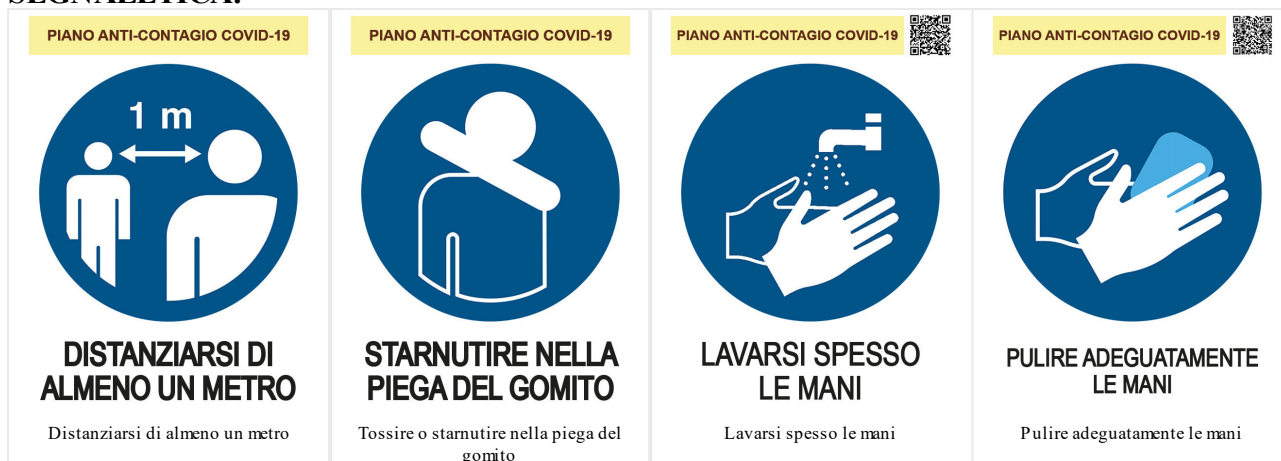 SEGNALETICA:
PIANO ANTI-CONTAGIO COVID-19
1 m
DISTANZIARSI DI
ALMENO UN METRO
Distanziarsi di almeno un metro
PIANO ANTI-CONTAGIO COVID-19
STARNUTIRE NELLA
PIEGA DEL GOMITO
Tossire o starnutire nella piega del
gomito
PIANO ANTI-CONTAGIO COVID-19
LAVARSI SPESSO
LE MANI
Lavarsi spesso le mani
PIANO ANTI-CONTAGIO COVID-19
PULIRE ADEGUATAMENTE
LE MANI
Pulire adeguatamente le mani